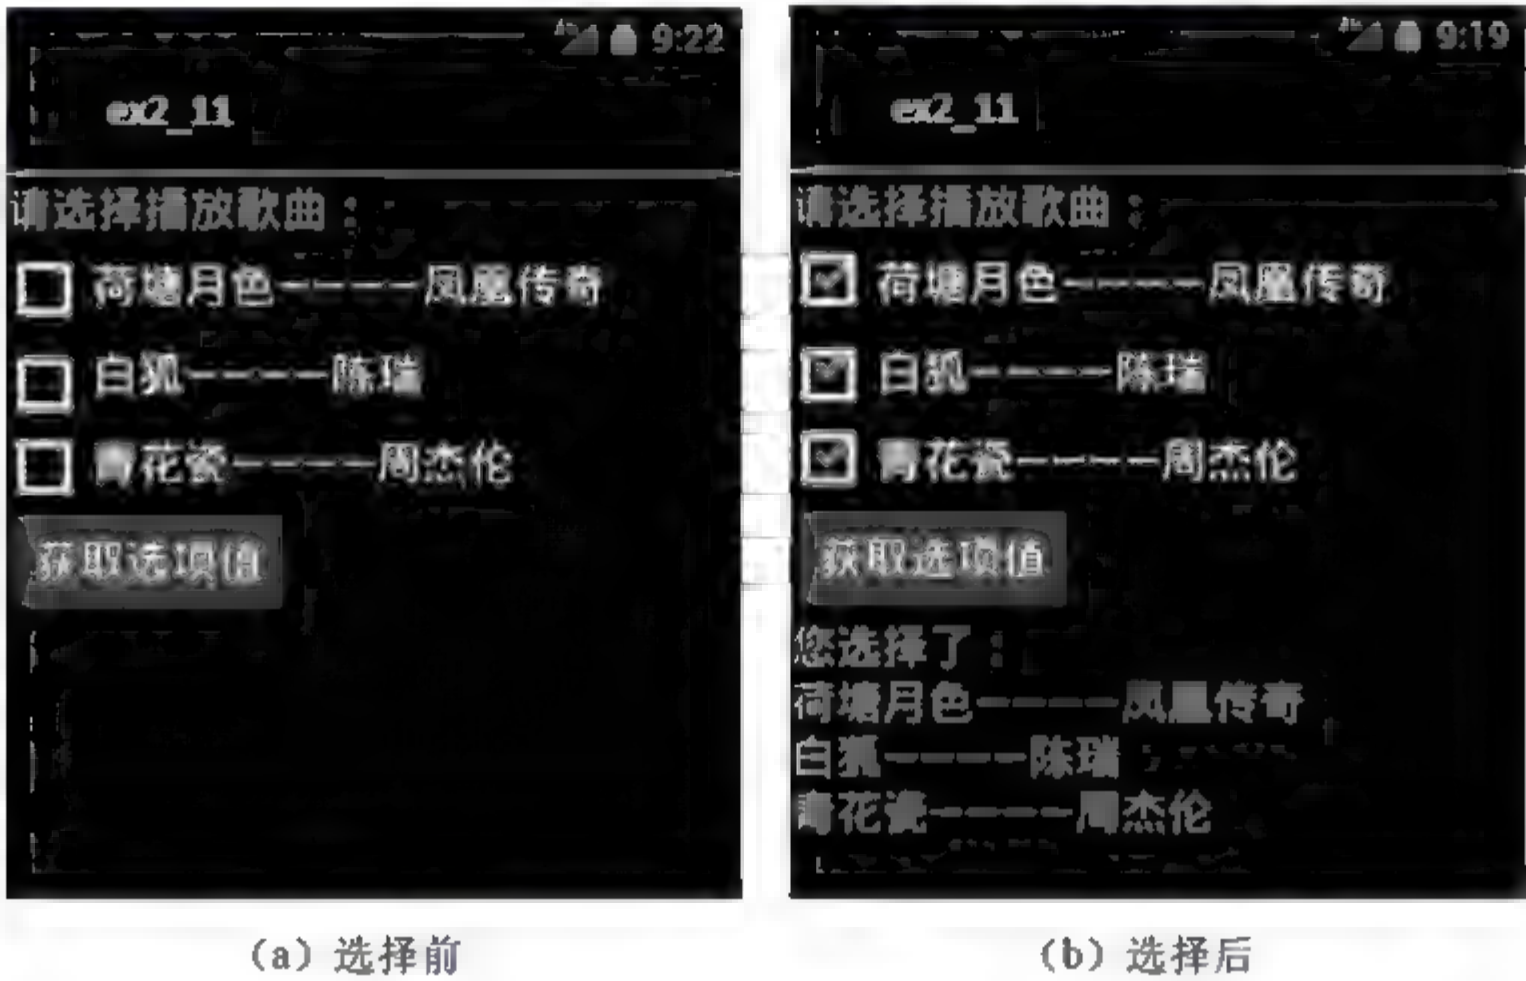 9:22
ex2_11
请选择播放歌曲：
荷塘月色----凤凰传奇
白狐----陈瑞
青花瓷----周杰伦
获取选项值
(a) 选择前
9:19
ex2_11
请选择播放歌曲：
荷塘月色----凤凰传奇
白狐----陈瑞
青花瓷----周杰伦
获取选项值
您选择了：
荷塘月色----凤凰传奇
白狐----陈瑞
青花瓷----周杰伦
(b) 选择后